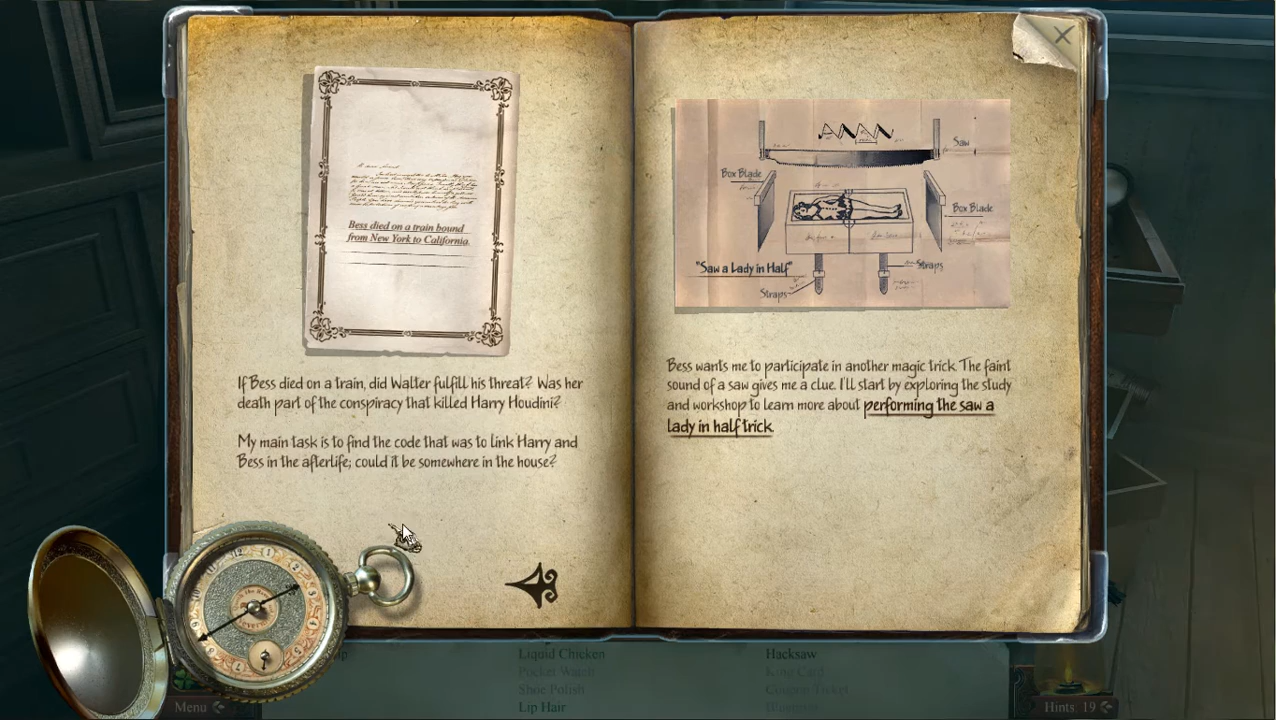 Bess died on a train bound
from New York to California.
If Bess died on a train, did Walter fulfill his threat? Was her
death part of the conspiracy that killed Harry Houdini?
My main task is to find the code that was to link Harry and
Bess in the afterlife; could it be somewhere in the house?
Saw
Box Blade
Box Blade
"Saw a Lady in Half"
Straps
Straps
Bess wants me to participate in another magic trick. The faint
sound of a saw gives me a clue. I'll start by exploring the study
and workshop to learn more about performing the saw a
lady in half trick.
Liquid Chicken
Hacksaw
Pocket Watch
King Card
Shoe Polish
Lip Hair
Menu
Hints: 19